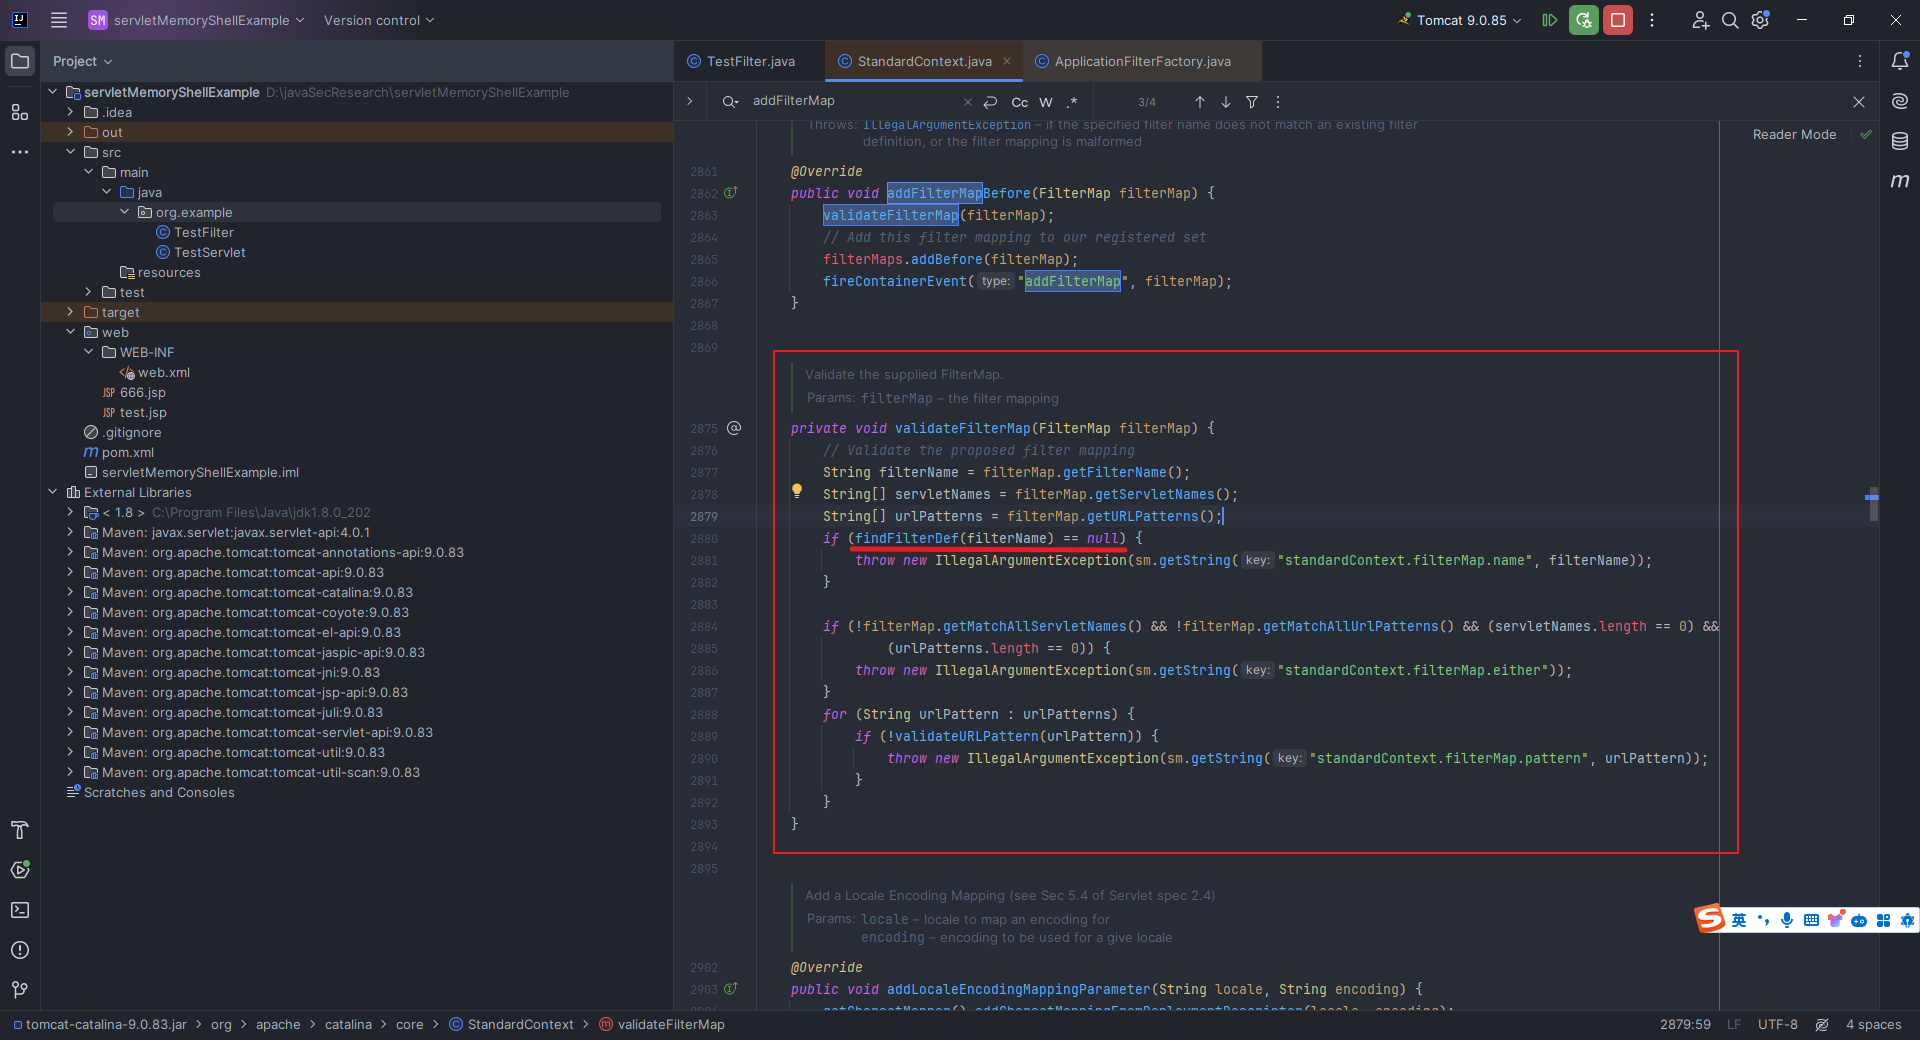 SM servletMemoryShellExample Version control Tomcat 9.0.85
Project
TestFilter.java StandardContext.java ApplicationFilterFactory.java
addFilterMap Cc W .* 3/4
Reader Mode
servletMemoryShellExample D:\javaSecResearch\servletMemoryShellExample
.idea
out
src
main
java
org.example
TestFilter
TestServlet
resources
test
target
web
WEB-INF
web.xml
JSP 666.jsp
JSP test.jsp
.gitignore
m pom.xml
servletMemoryShellExample.iml
External Libraries
< 1.8 > C:\Program Files\Java\jdk1.8.0_202
Maven: javax.servlet:javax.servlet-api:4.0.1
Maven: org.apache.tomcat:tomcat-annotations-api:9.0.83
Maven: org.apache.tomcat:tomcat-api:9.0.83
Maven: org.apache.tomcat:tomcat-catalina:9.0.83
Maven: org.apache.tomcat:tomcat-coyote:9.0.83
Maven: org.apache.tomcat:tomcat-el-api:9.0.83
Maven: org.apache.tomcat:tomcat-jaspic-api:9.0.83
Maven: org.apache.tomcat:tomcat-jni:9.0.83
Maven: org.apache.tomcat:tomcat-jsp-api:9.0.83
Maven: org.apache.tomcat:tomcat-juli:9.0.83
Maven: org.apache.tomcat:tomcat-servlet-api:9.0.83
Maven: org.apache.tomcat:tomcat-util:9.0.83
Maven: org.apache.tomcat:tomcat-util-scan:9.0.83
Scratches and Consoles
Throws: IllegalArgumentException – if the specified filter name does not match an existing filter
definition, or the filter mapping is malformed
2861 @Override
2862 public void addFilterMapBefore(FilterMap filterMap) {
2863 validateFilterMap(filterMap);
2864 // Add this filter mapping to our registered set
2865 filterMaps.addBefore(filterMap);
2866 fireContainerEvent( type: "addFilterMap", filterMap);
2867 }
2868
2869
Validate the supplied FilterMap.
Params: filterMap – the filter mapping
2875 private void validateFilterMap(FilterMap filterMap) {
2876 // Validate the proposed filter mapping
2877 String filterName = filterMap.getFilterName();
2878 String[] servletNames = filterMap.getServletNames();
2879 String[] urlPatterns = filterMap.getURLPatterns();
2880 if (findFilterDef(filterName) == null) {
2881 throw new IllegalArgumentException(sm.getString( key: "standardContext.filterMap.name", filterName));
2882 }
2883
2884 if (!filterMap.getMatchAllServletNames() && !filterMap.getMatchAllUrlPatterns() && (servletNames.length == 0) &&
2885 (urlPatterns.length == 0)) {
2886 throw new IllegalArgumentException(sm.getString( key: "standardContext.filterMap.either"));
2887 }
2888 for (String urlPattern : urlPatterns) {
2889 if (!validateURLPattern(urlPattern)) {
2890 throw new IllegalArgumentException(sm.getString( key: "standardContext.filterMap.pattern", urlPattern));
2891 }
2892 }
2893 }
2894
2895
Add a Locale Encoding Mapping (see Sec 5.4 of Servlet spec 2.4)
Params: locale – locale to map an encoding for
encoding – encoding to be used for a give locale
2902 @Override
2903 public void addLocaleEncodingMappingParameter(String locale, String encoding) {
英
tomcat-catalina-9.0.83.jar > org > apache > catalina > core > StandardContext > validateFilterMap
2879:59 LF UTF-8 4 spaces